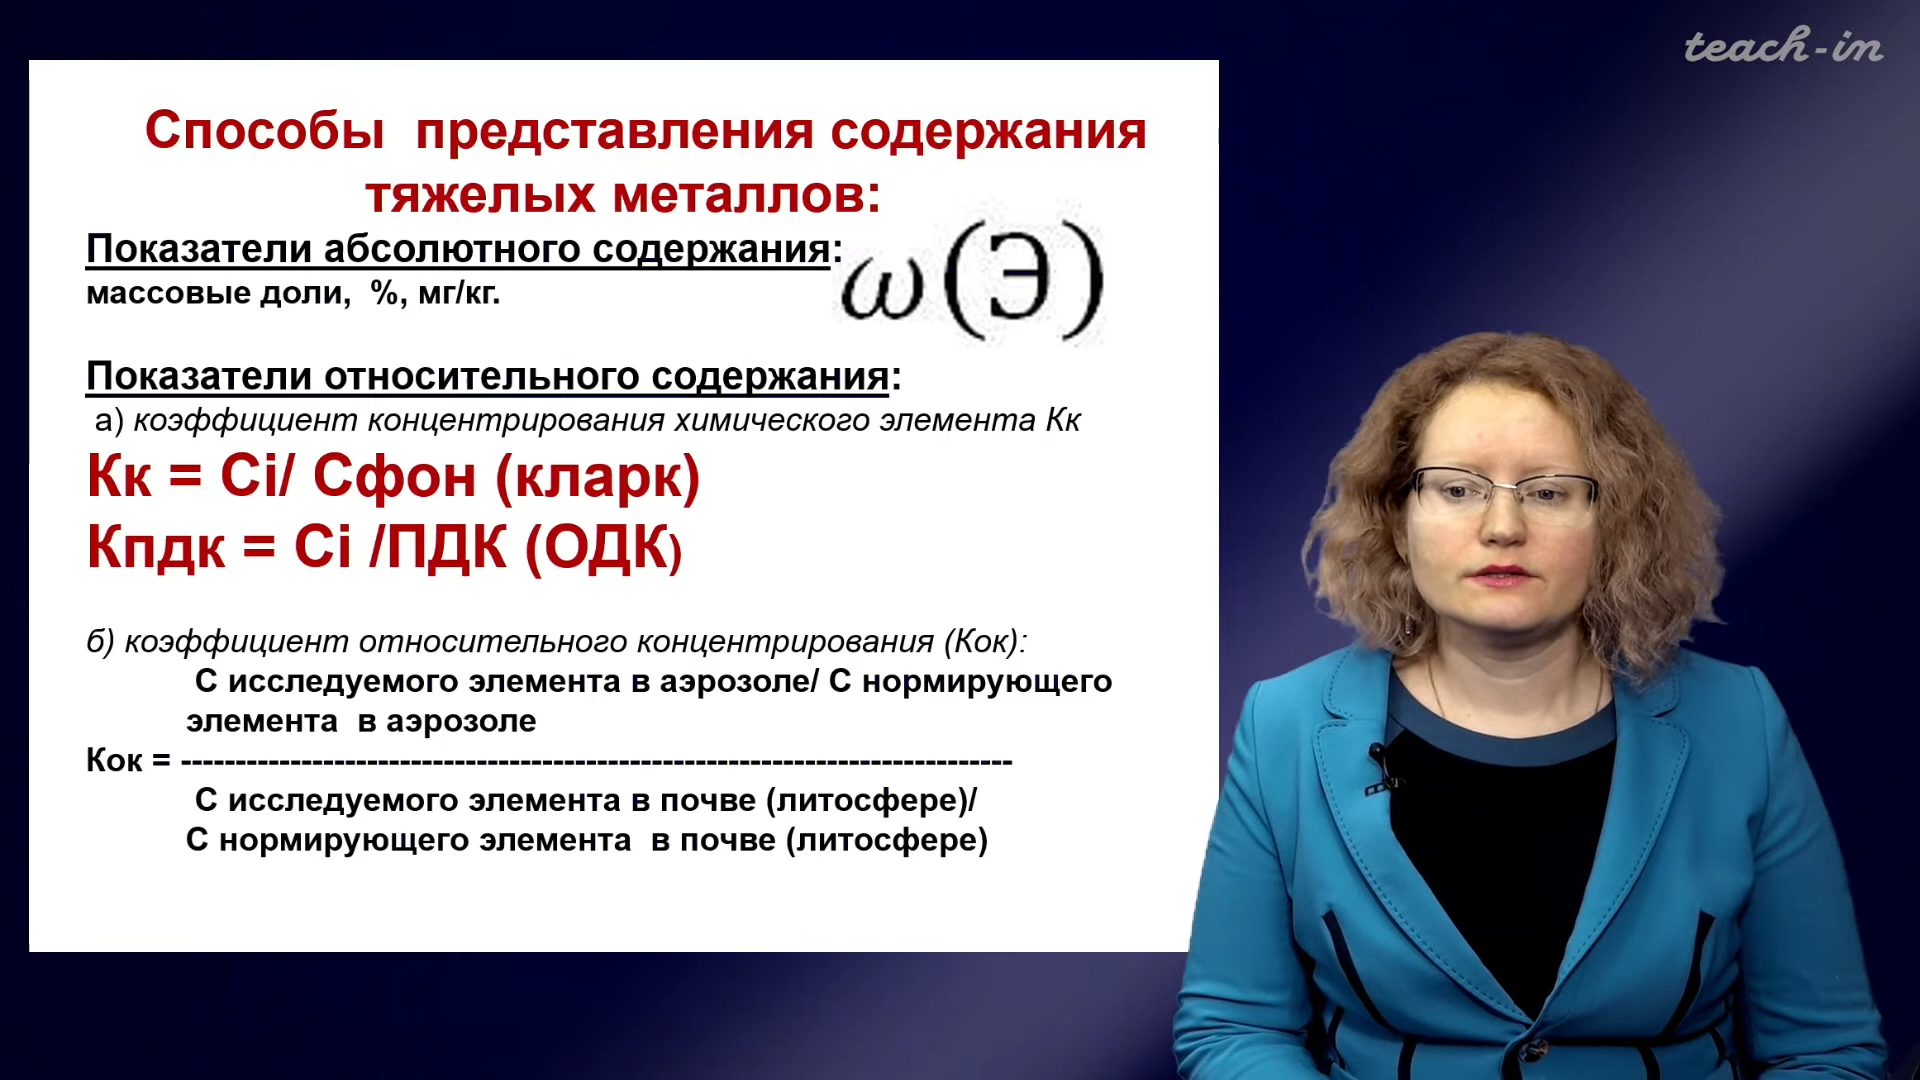 teach-in
Способы представления содержания
тяжелых металлов:
Показатели абсолютного содержания:
массовые доли, %, мг/кг.
ω(Э)
Показатели относительного содержания:
а) коэффициент концентрирования химического элемента Кк
Кк = Ci/ Сфон (кларк)
Кпдк = Ci /ПДК (ОДК)
б) коэффициент относительного концентрирования (Кок):
С исследуемого элемента в аэрозоле/ С нормирующего
элемента в аэрозоле
Кок = ----------------------------------------------------------------------------
С исследуемого элемента в почве (литосфере)/
С нормирующего элемента в почве (литосфере)